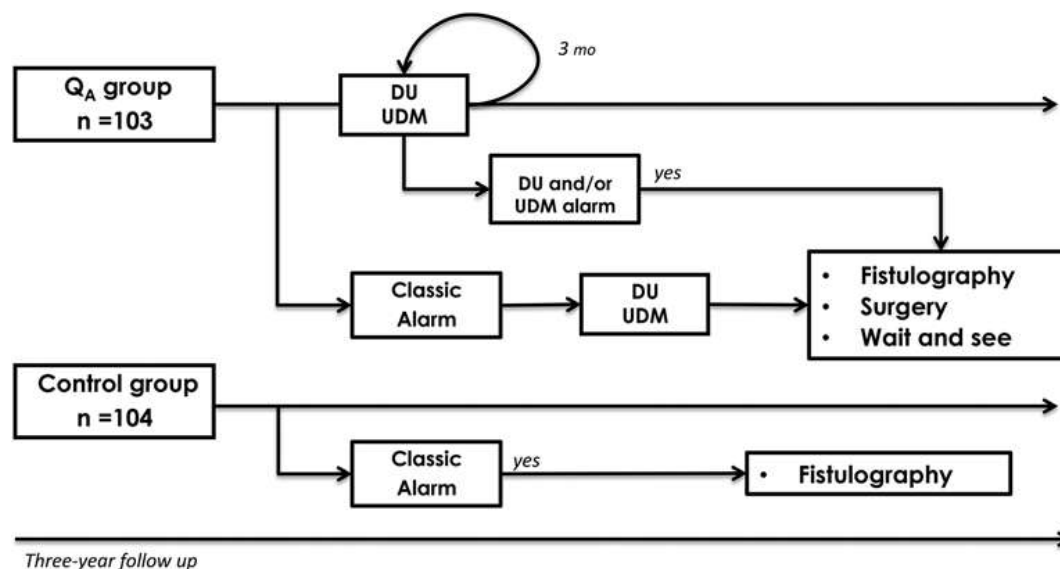 Q_A group
n =103
DU
UDM
3 mo
DU and/or
UDM alarm
yes
Classic
Alarm
DU
UDM
• Fistulography
• Surgery
• Wait and see
Control group
n =104
Classic
Alarm
yes
• Fistulography
Three-year follow up